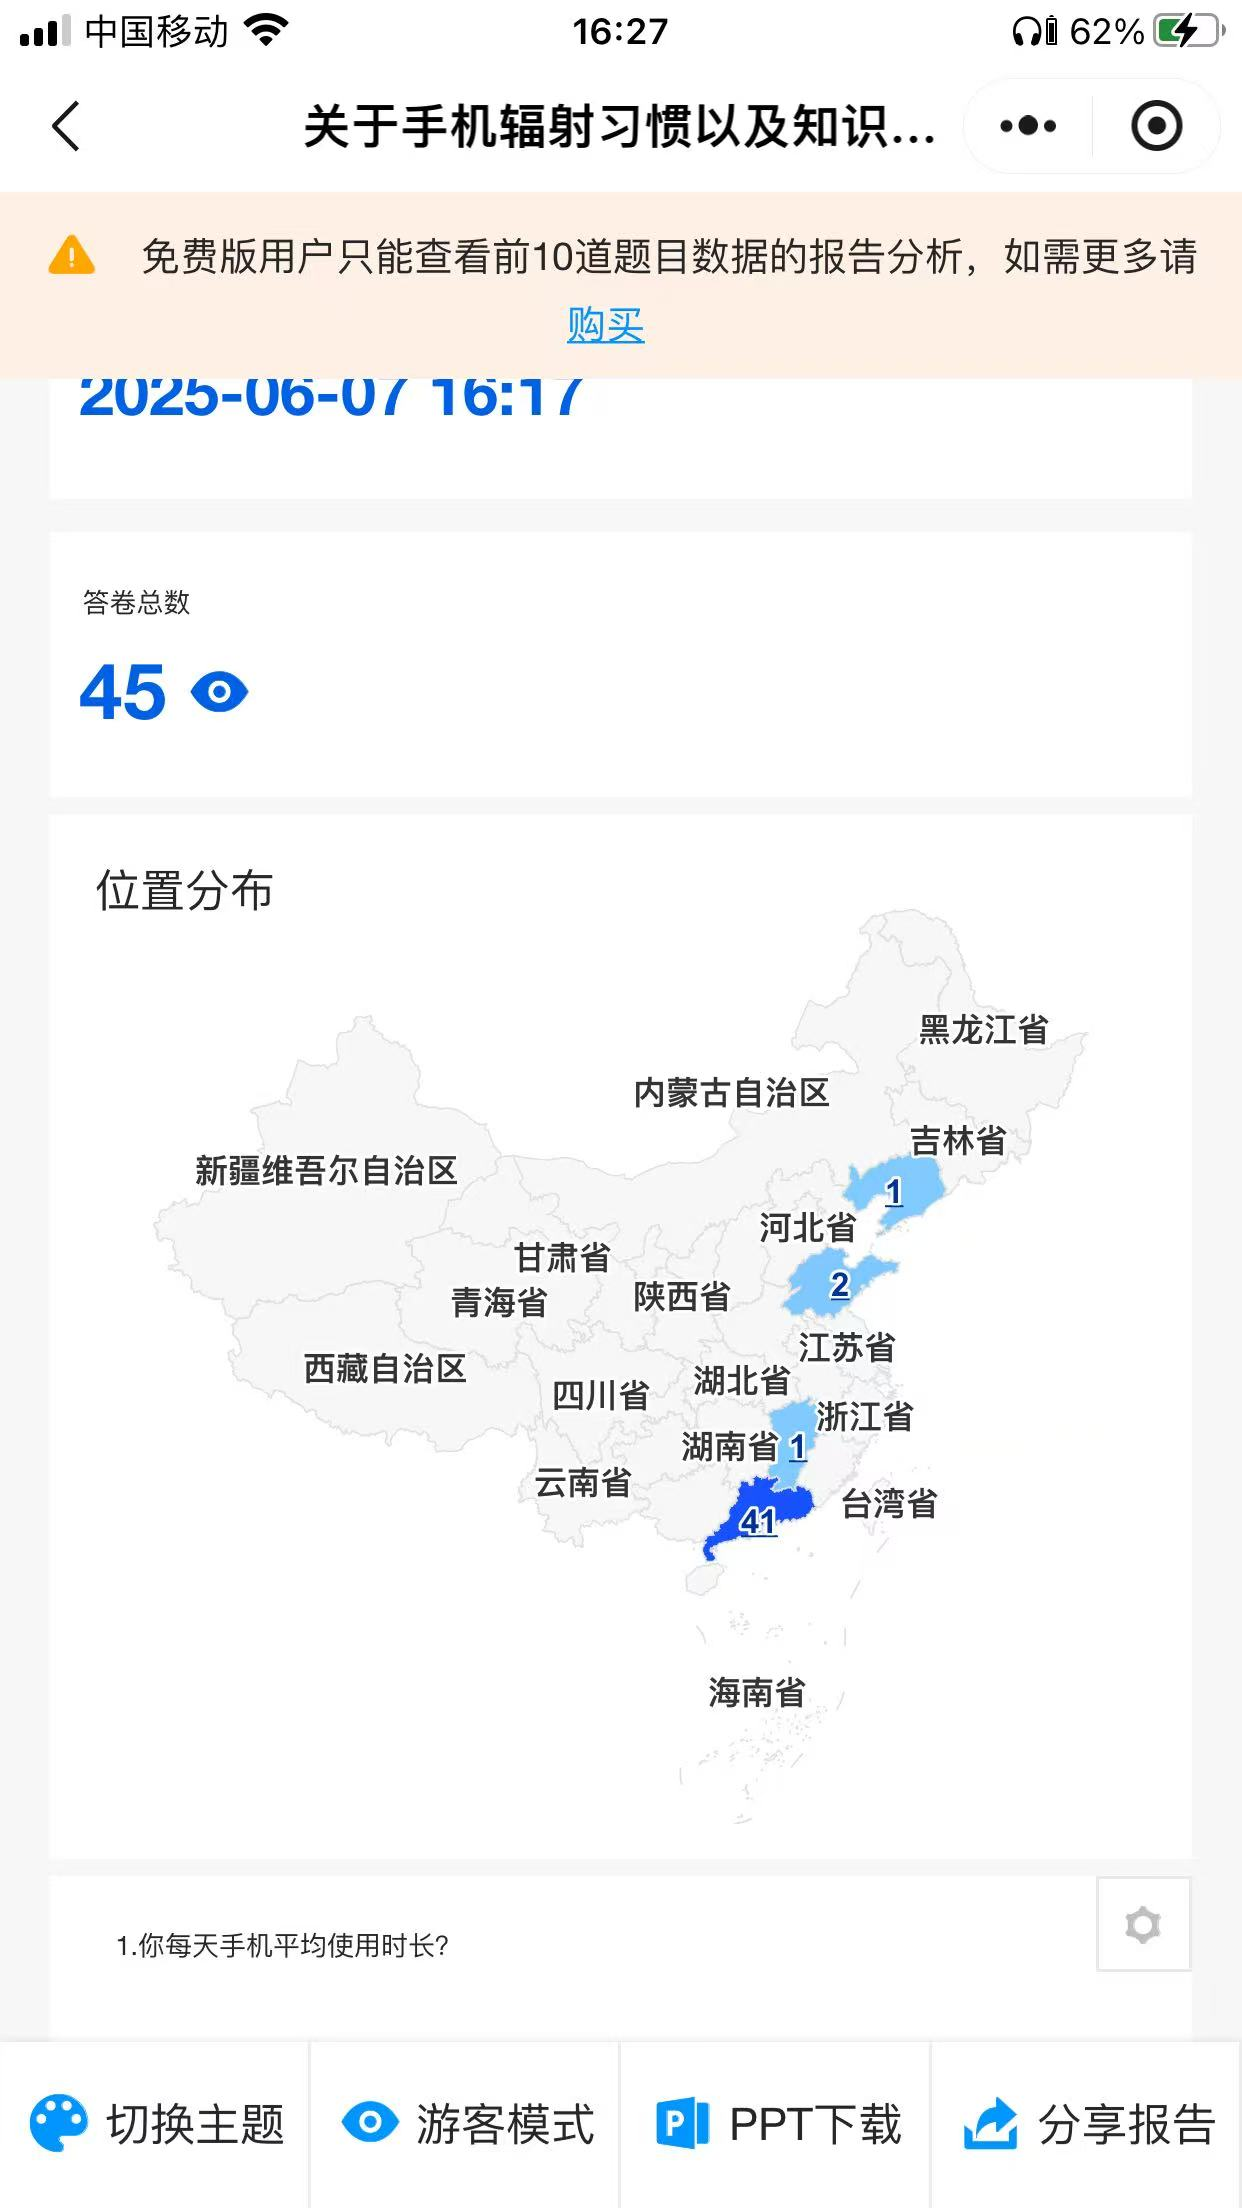 中国移动 16:27 62%
关于手机辐射习惯以及知识...
免费版用户只能查看前10道题目数据的报告分析，如需更多请
购买
2025-06-07 16:17
答卷总数
45
位置分布
黑龙江省
内蒙古自治区
吉林省
新疆维吾尔自治区
1
河北省
甘肃省
2
青海省
陕西省
江苏省
西藏自治区
湖北省
四川省
浙江省
湖南省
1
云南省
台湾省
41
海南省
1.你每天手机平均使用时长?
切换主题 游客模式 PPT下载 分享报告